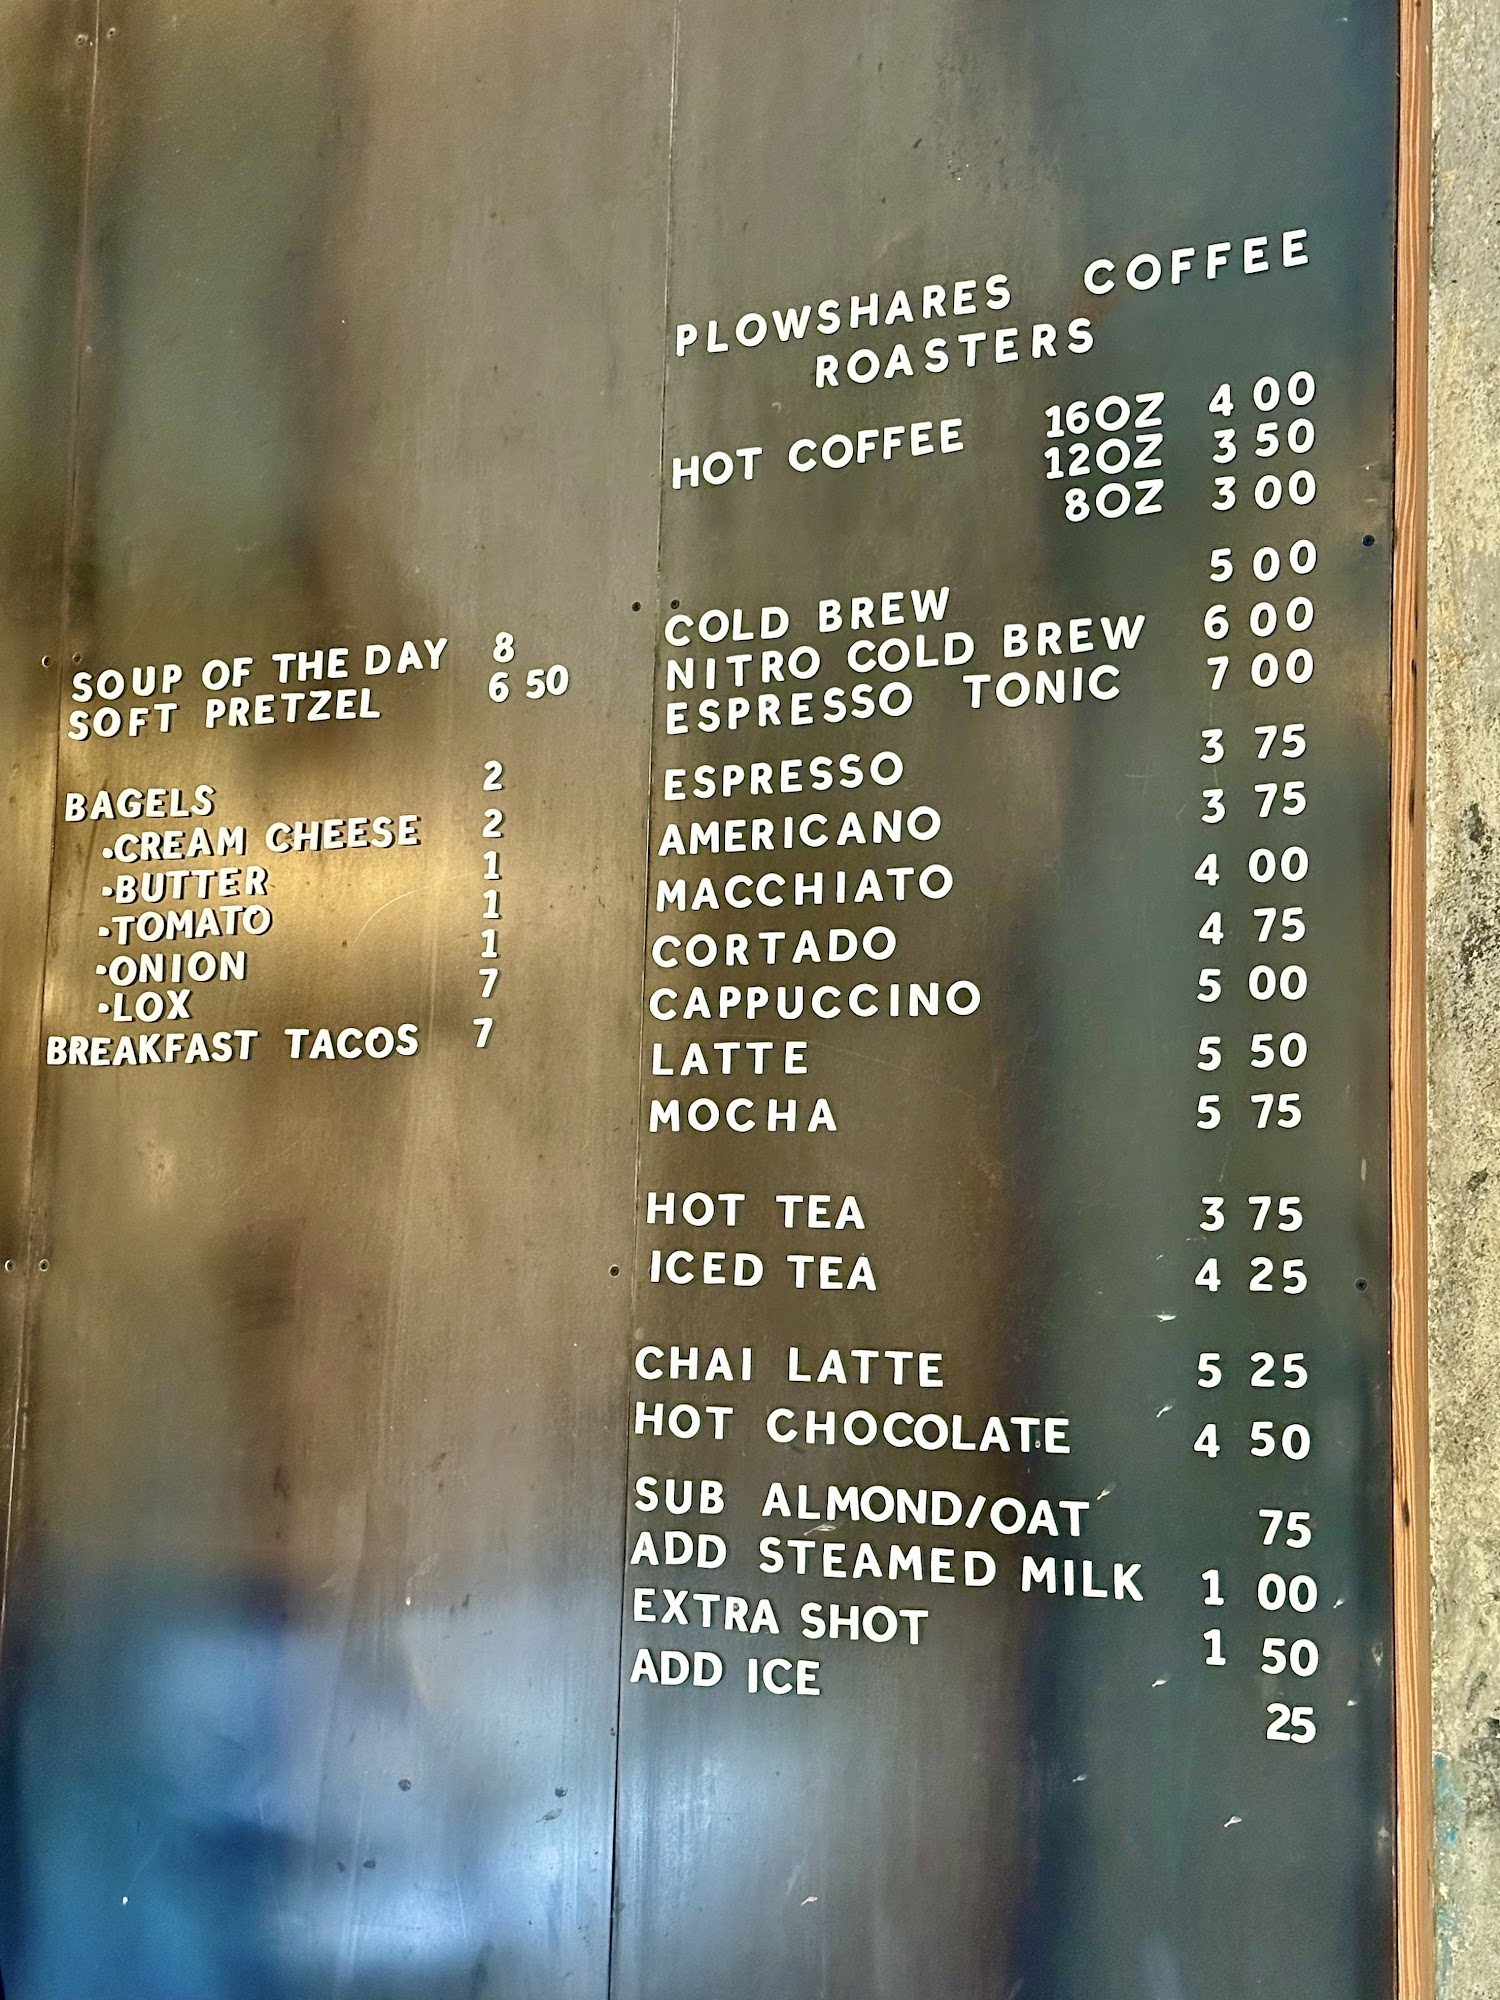 SOUP OF THE DAY 8
SOFT PRETZEL 6 50
BAGELS 2
·CREAM CHEESE 2
·BUTTER 1
·TOMATO 1
·ONION 1
·LOX 7
BREAKFAST TACOS 7
PLOWSHARES COFFEE
ROASTERS
HOT COFFEE 16OZ 4 00
12OZ 3 50
8OZ 3 00
COLD BREW 5 00
NITRO COLD BREW 6 00
ESPRESSO TONIC 7 00
ESPRESSO 3 75
AMERICANO 3 75
MACCHIATO 4 00
CORTADO 4 75
CAPPUCCINO 5 00
LATTE 5 50
MOCHA 5 75
HOT TEA 3 75
ICED TEA 4 25
CHAI LATTE 5 25
HOT CHOCOLATE 4 50
SUB ALMOND/OAT 75
ADD STEAMED MILK 1 00
EXTRA SHOT 1 50
ADD ICE 25